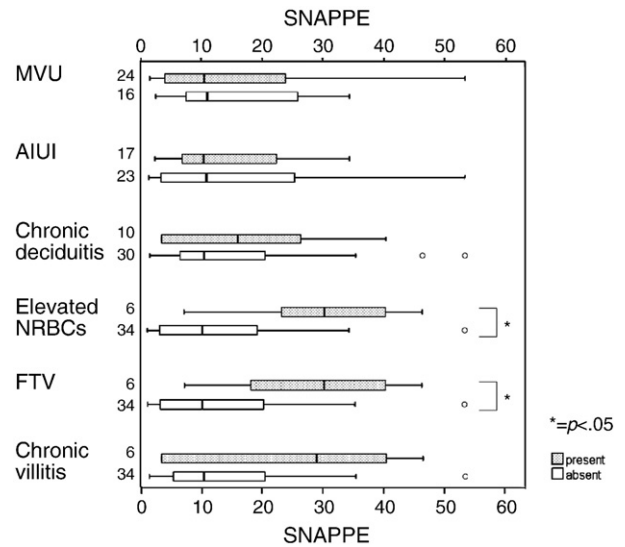 SNAPPE
0 10 20 30 40 50 60
MVU 24
16
AIUI 17
23
Chronic 10
deciduitis 30
Elevated 6
NRBCs 34
*
FTV 6
34
*
Chronic 6
villitis 34
*=p<.05
present
absent
0 10 20 30 40 50 60
SNAPPE